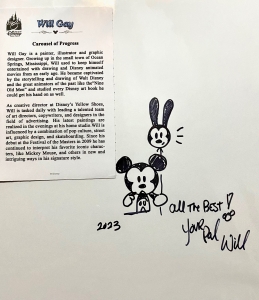 Will Gay
Carousel of Progress
Will Gay is a painter, illustrator and graphic
designer. Growing up in the small town of Ocean
Springs, Mississippi, Will used to keep himself
entertained with drawing and Disney animated
movies from an early age. He became captivated
by the storytelling and drawing of Walt Disney
and the great animators of the past like the "Nine
Old Men" and studied every Disney art book he
could get his hand on as well.
As creative director at Disney's Yellow Shoes,
Will is tasked daily with leading a talented team
of art directors, copywriters, and designers in the
field of advertising. His latest paintings are
realized in the evenings at his home studio. Will is
influenced by a combination of pop culture, street
art, graphic design, and skateboarding. Since his
debut at the Festival of the Masters in 2009 he has
continued to interpret his favorite iconic charac-
ters, like Mickey Mouse, and others in new and
intriguing ways in his signature style.
All The Best!
Your Pal
Will
2023